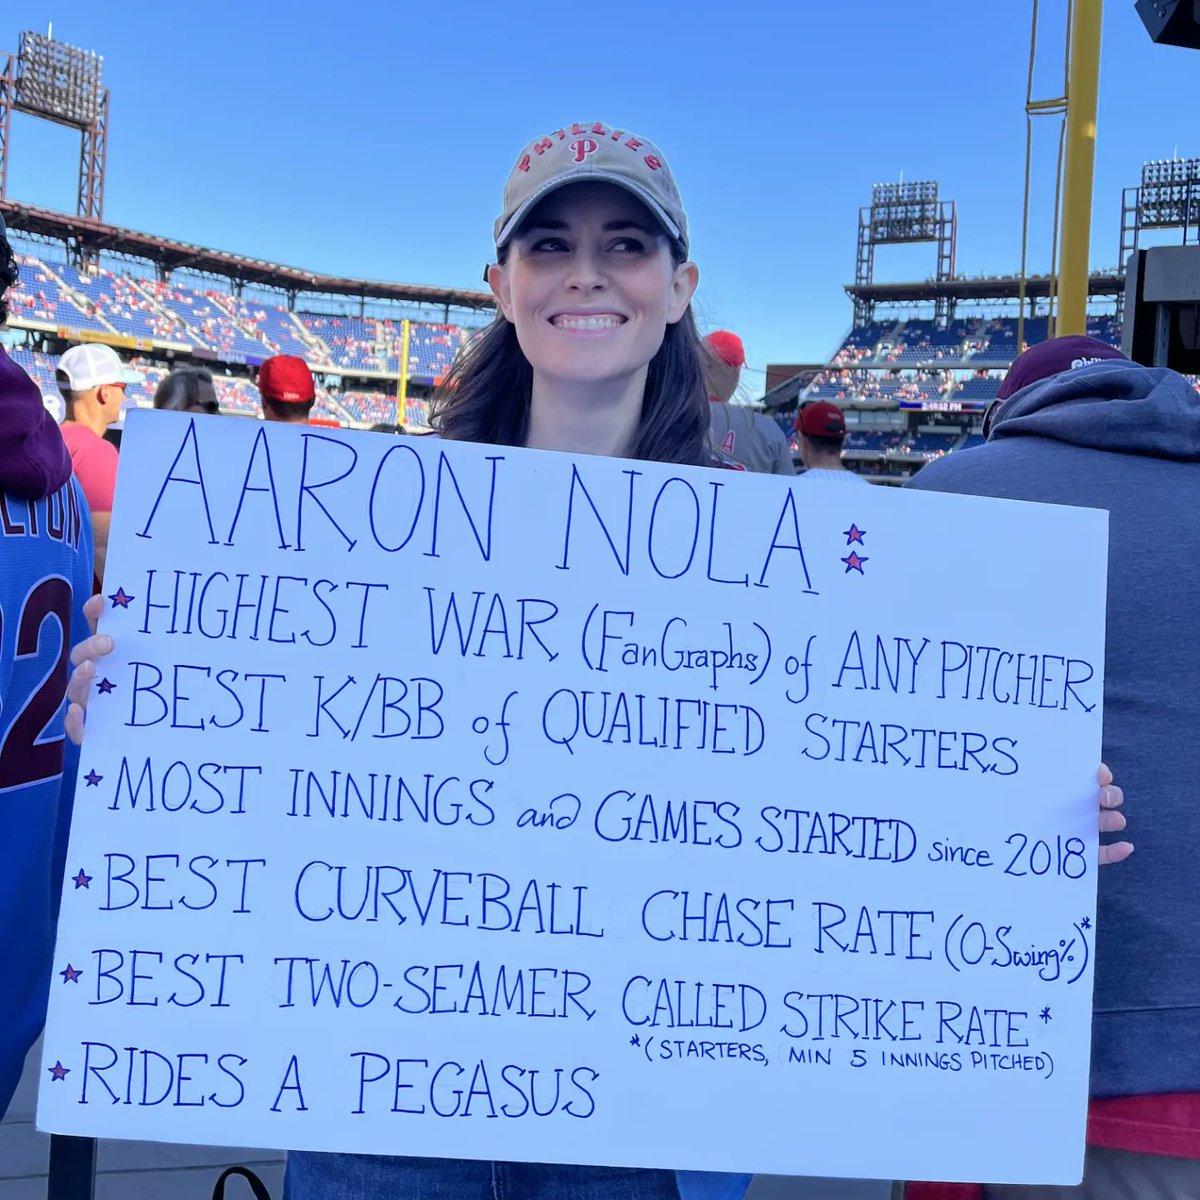 PHILLIES
P
AARON NOLA:
HIGHEST WAR (FanGraphs) of ANY PITCHER
BEST K/BB of QUALIFIED STARTERS
MOST INNINGS and GAMES STARTED since 2018
BEST CURVEBALL CHASE RATE (O-Swing%)*
BEST TWO-SEAMER CALLED STRIKE RATE*
*(STARTERS, MIN 5 INNINGS PITCHED)
RIDES A PEGASUS